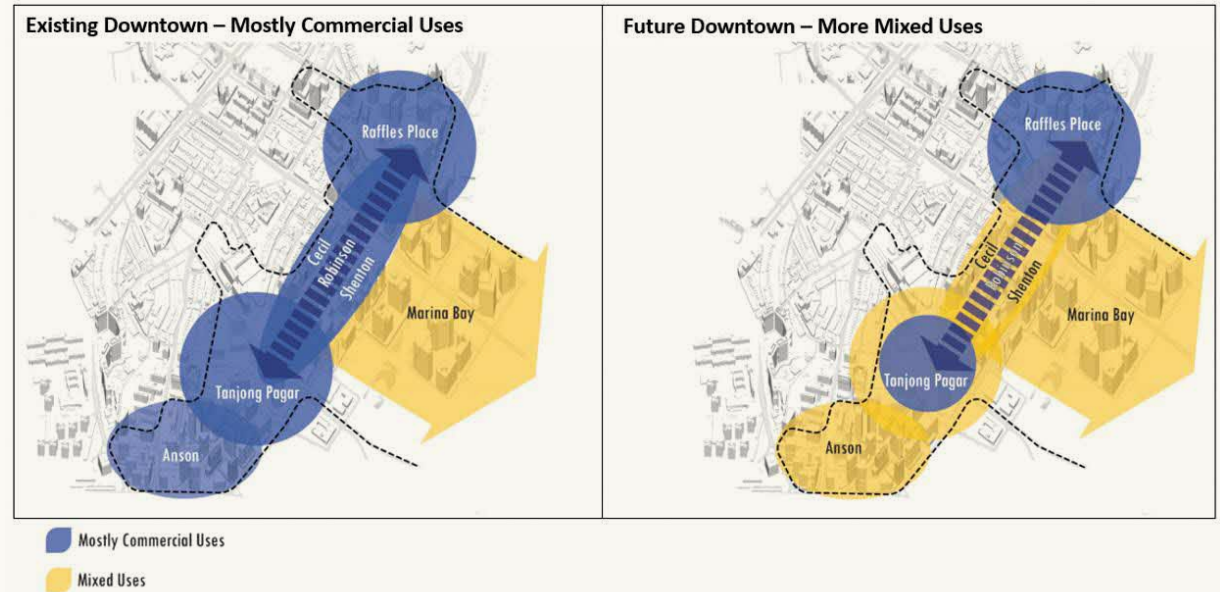 Existing Downtown – Mostly Commercial Uses
Raffles Place
Cecil
Robinson
Shenton
Marina Bay
Tanjong Pagar
Anson
Future Downtown – More Mixed Uses
Raffles Place
Cecil
Robinson
Shenton
Marina Bay
Tanjong Pagar
Anson
Mostly Commercial Uses
Mixed Uses